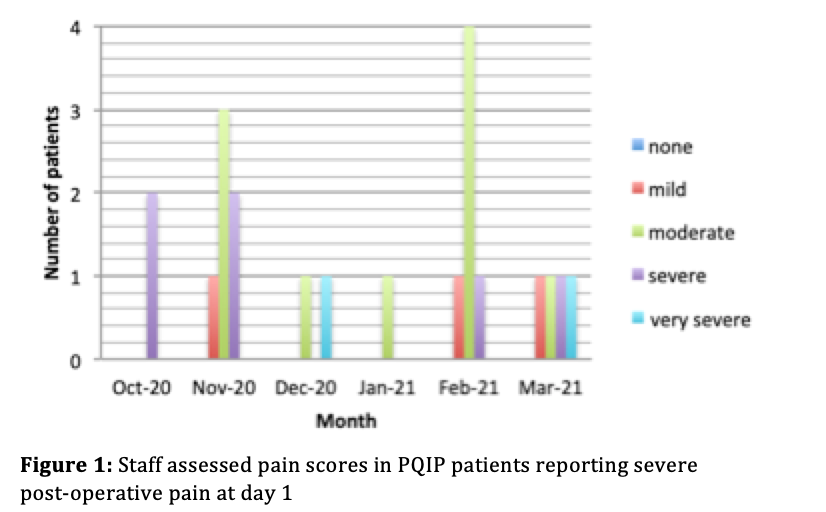 4
3
2
1
0
Number of patients
Oct-20 Nov-20 Dec-20 Jan-21 Feb-21 Mar-21
Month
none
mild
moderate
severe
very severe
Figure 1: Staff assessed pain scores in PQIP patients reporting severe
post-operative pain at day 1